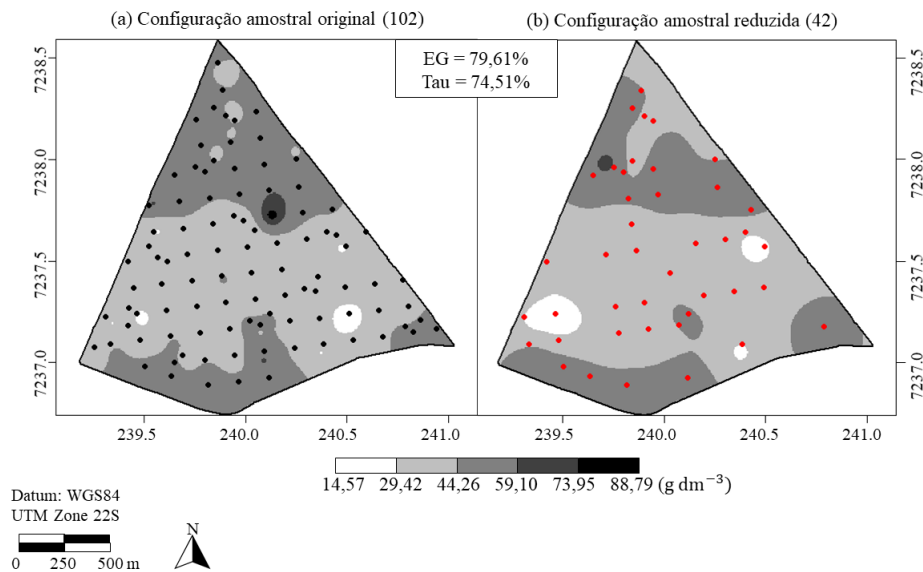 (a) Configuração amostral original (102)
(b) Configuração amostral reduzida (42)
EG = 79,61%
Tau = 74,51%
7238.5
7238.0
7237.5
7237.0
7238.5
7238.0
7237.5
7237.0
239.5 240.0 240.5 241.0
239.5 240.0 240.5 241.0
14,57 29,42 44,26 59,10 73,95 88,79 (g dm⁻³)
Datum: WGS84
UTM Zone 22S
N
0 250 500 m